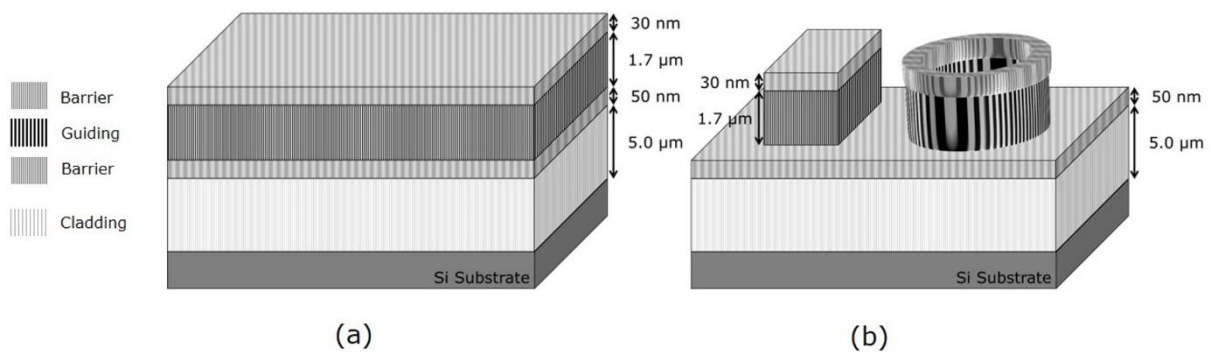 Barrier
Guiding
Barrier
Cladding
30 nm
1.7 µm
50 nm
5.0 µm
Si Substrate
(a)
30 nm
1.7 µm
50 nm
5.0 µm
Si Substrate
(b)